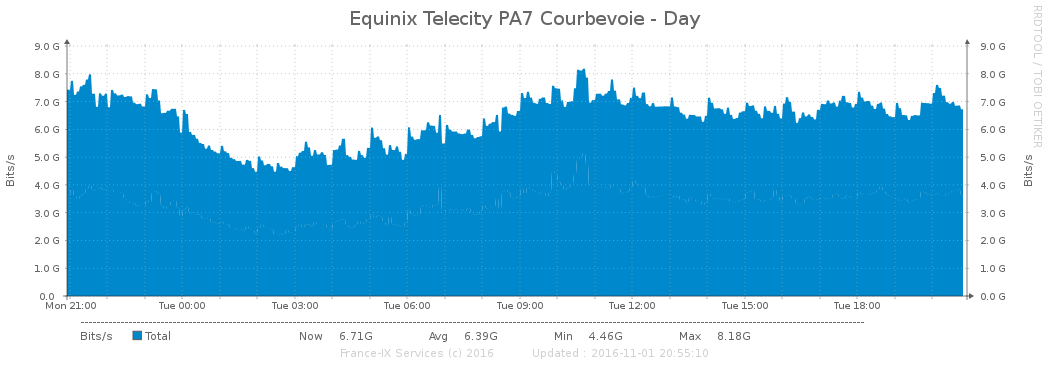 Equinix Telecity PA7 Courbevoie - Day
RRDTOOL / TOBI OETIKER
9.0 G 9.0 G
8.0 G 8.0 G
7.0 G 7.0 G
6.0 G 6.0 G
5.0 G 5.0 G
4.0 G 4.0 G
3.0 G 3.0 G
2.0 G 2.0 G
1.0 G 1.0 G
0.0 0.0 G
Bits/s
Bits/s
Mon 21:00 Tue 00:00 Tue 03:00 Tue 06:00 Tue 09:00 Tue 12:00 Tue 15:00 Tue 18:00
Bits/s Total Now 6.71G Avg 6.39G Min 4.46G Max 8.18G
France-IX Services (c) 2016 Updated : 2016-11-01 20:55:10